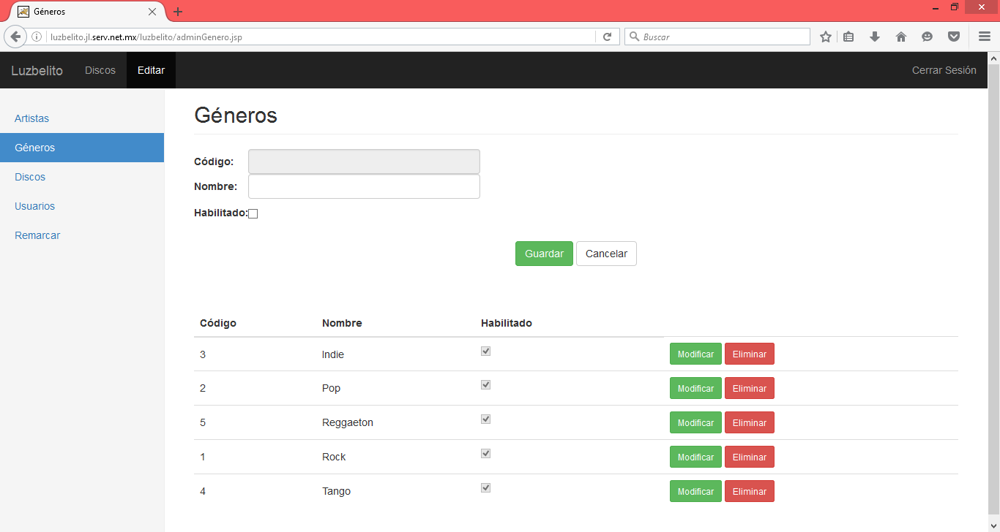 Géneros
luzbelito.jl.serv.net.mx/luzbelito/adminGenero.jsp
Buscar
Luzbelito Discos Editar Cerrar Sesión
Artistas
Géneros
Discos
Usuarios
Remarcar
Géneros
Código:
Nombre:
Habilitado:
Guardar Cancelar
Código Nombre Habilitado
3 Indie Modificar Eliminar
2 Pop Modificar Eliminar
5 Reggaeton Modificar Eliminar
1 Rock Modificar Eliminar
4 Tango Modificar Eliminar